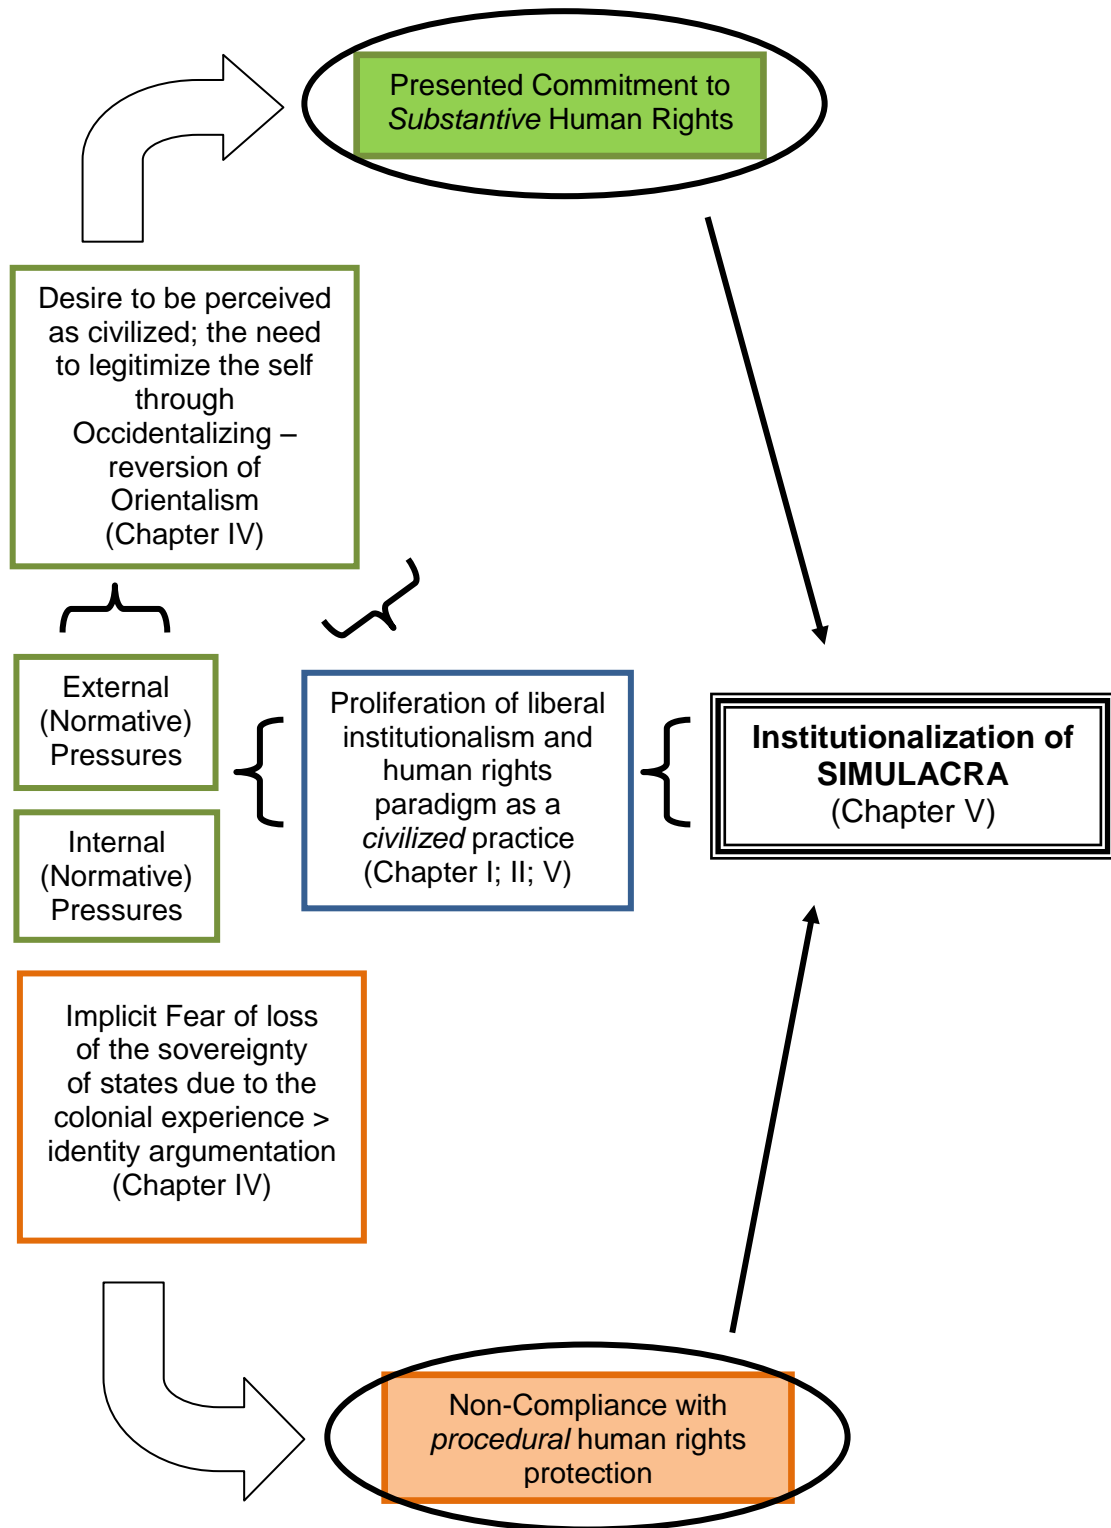 Presented Commitment to
Substantive Human Rights
Desire to be perceived
as civilized; the need
to legitimize the self
through
Occidentalizing –
reversion of
Orientalism
(Chapter IV)
External
(Normative)
Pressures
Internal
(Normative)
Pressures
Proliferation of liberal
institutionalism and
human rights
paradigm as a
civilized practice
(Chapter I; II; V)
Institutionalization of
SIMULACRA
(Chapter V)
Implicit Fear of loss
of the sovereignty
of states due to the
colonial experience >
identity argumentation
(Chapter IV)
Non-Compliance with
procedural human rights
protection